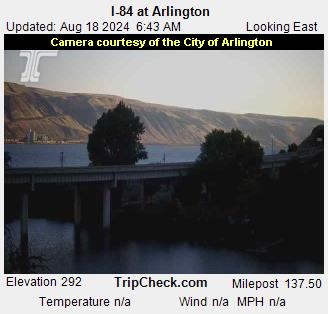 I-84 at Arlington
Updated: Aug 18 2024 6:43 AM Looking East
Camera courtesy of the City of Arlington
Elevation 292 TripCheck.com Milepost 137.50
Temperature n/a Wind n/a MPH n/a